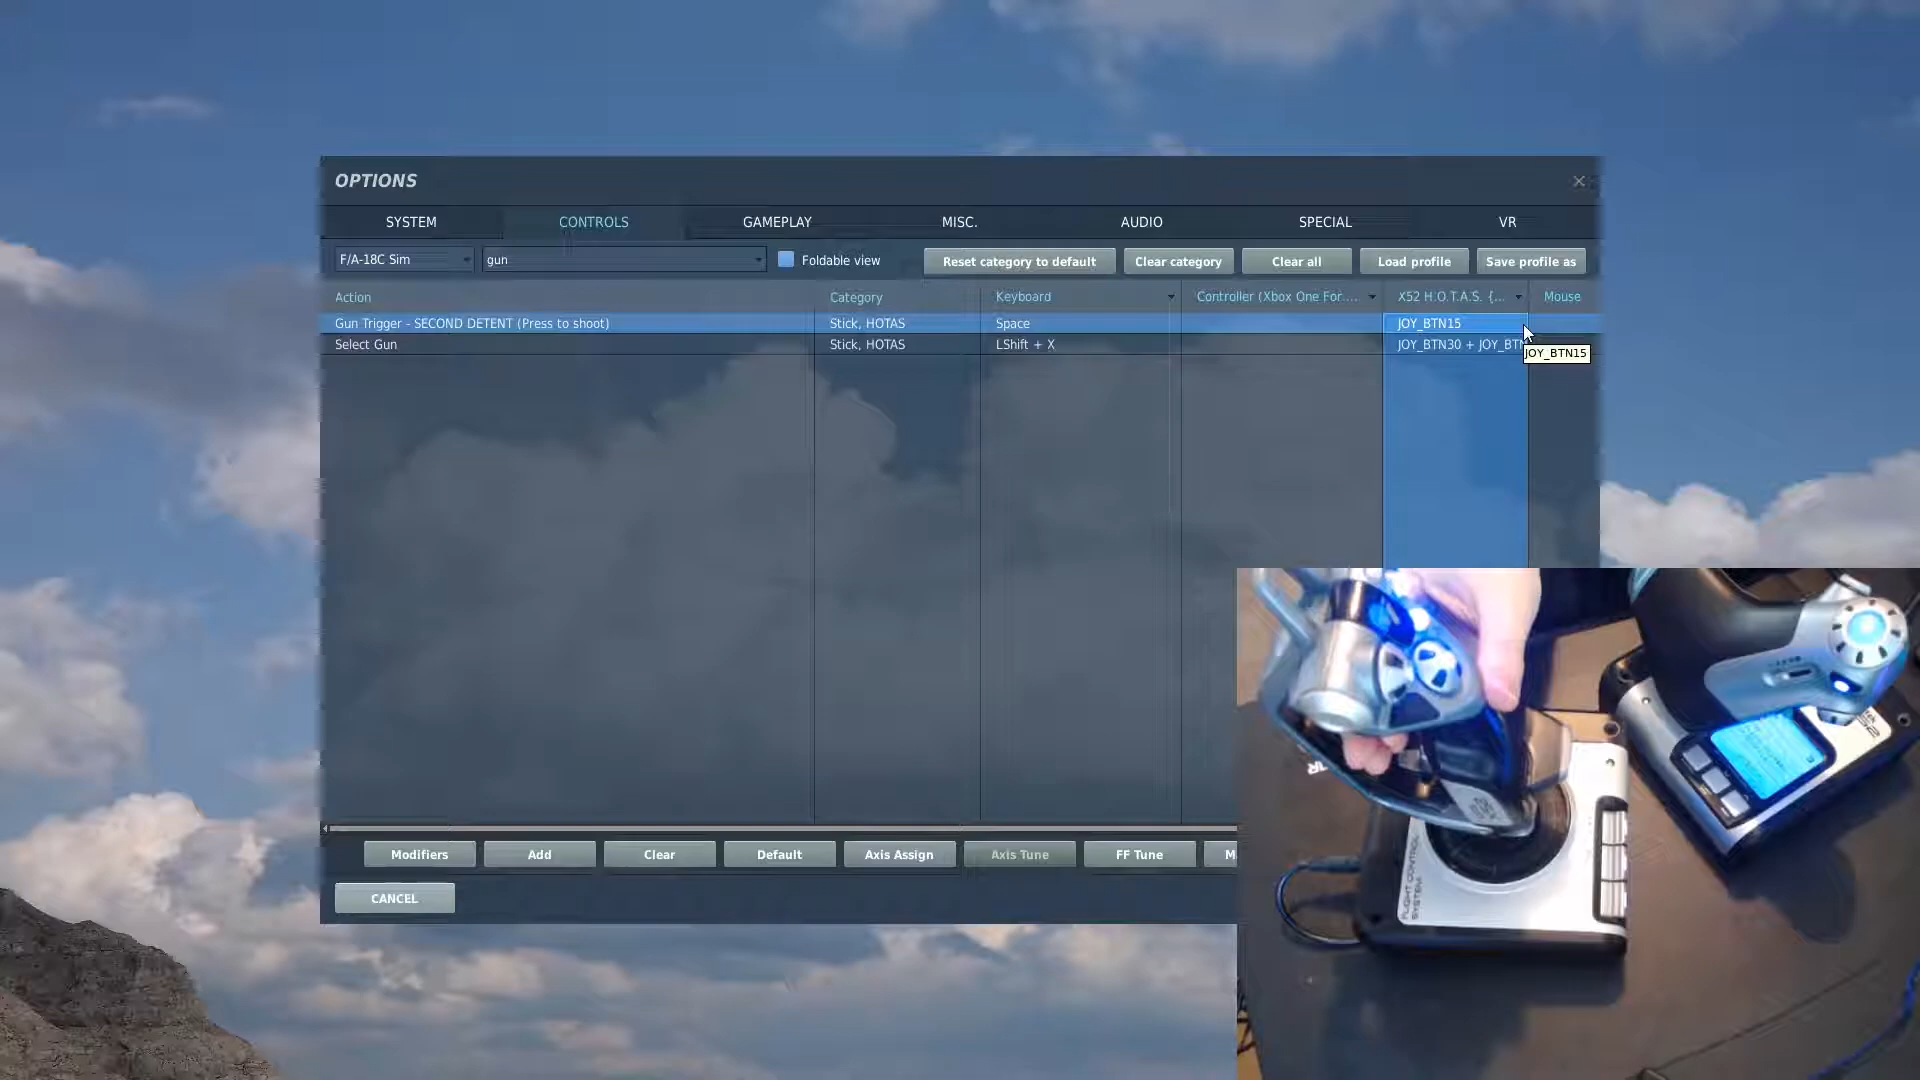 OPTIONS
SYSTEM CONTROLS GAMEPLAY MISC. AUDIO SPECIAL VR
F/A-18C Sim gun Foldable view Reset category to default Clear category Clear all Load profile Save profile as
Action Category Keyboard Controller (Xbox One For.... X52 H.O.T.A.S. {... Mouse
Gun Trigger - SECOND DETENT (Press to shoot) Stick, HOTAS Space JOY_BTN15
Select Gun Stick, HOTAS LShift + X JOY_BTN30 + JOY_BTN
JOY_BTN15
Modifiers Add Clear Default Axis Assign Axis Tune FF Tune M
CANCEL
FLIGHT CONTROL
SYSTEM